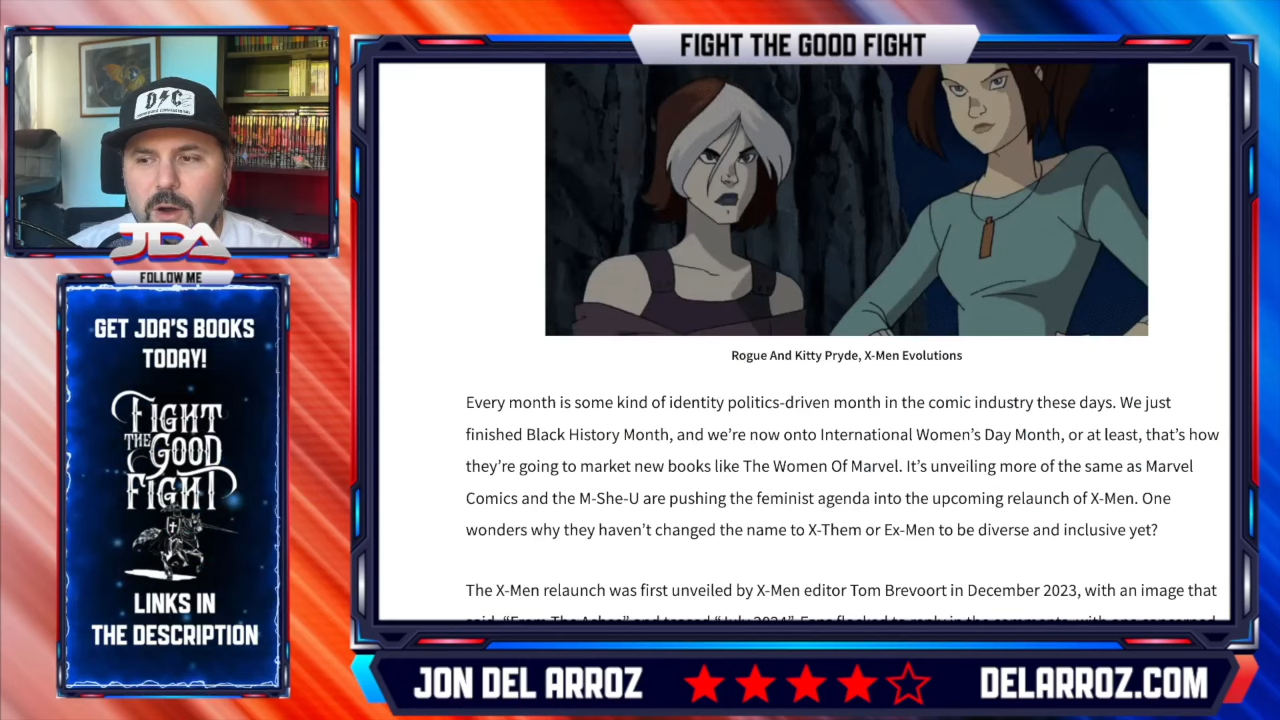 FIGHT THE GOOD FIGHT
DC
JDA
FOLLOW ME
GET JDA'S BOOKS
TODAY!
FIGHT
THE GOOD
FIGHT
LINKS IN
THE DESCRIPTION
Rogue And Kitty Pryde, X-Men Evolutions
Every month is some kind of identity politics-driven month in the comic industry these days. We just
finished Black History Month, and we're now onto International Women's Day Month, or at least, that's how
they're going to market new books like The Women Of Marvel. It's unveiling more of the same as Marvel
Comics and the M-She-U are pushing the feminist agenda into the upcoming relaunch of X-Men. One
wonders why they haven't changed the name to X-Them or Ex-Men to be diverse and inclusive yet?
The X-Men relaunch was first unveiled by X-Men editor Tom Brevoort in December 2023, with an image that
JON DEL ARROZ
DELARROZ.COM